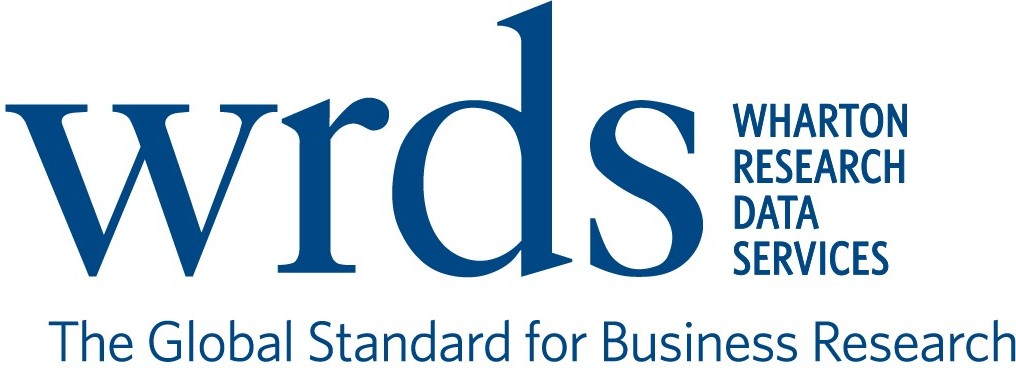 wrds
WHARTON
RESEARCH
DATA
SERVICES
The Global Standard for Business Research